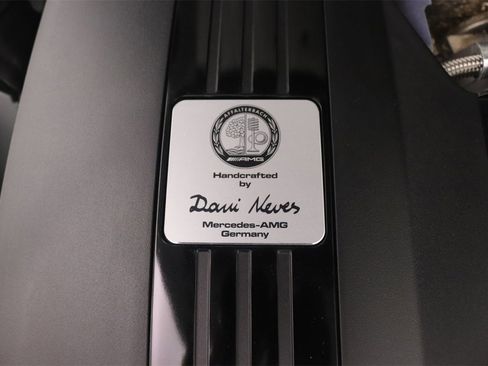 AFFALTERBACH
AMG
Handcrafted
by
Dani Neves
Mercedes-AMG
Germany